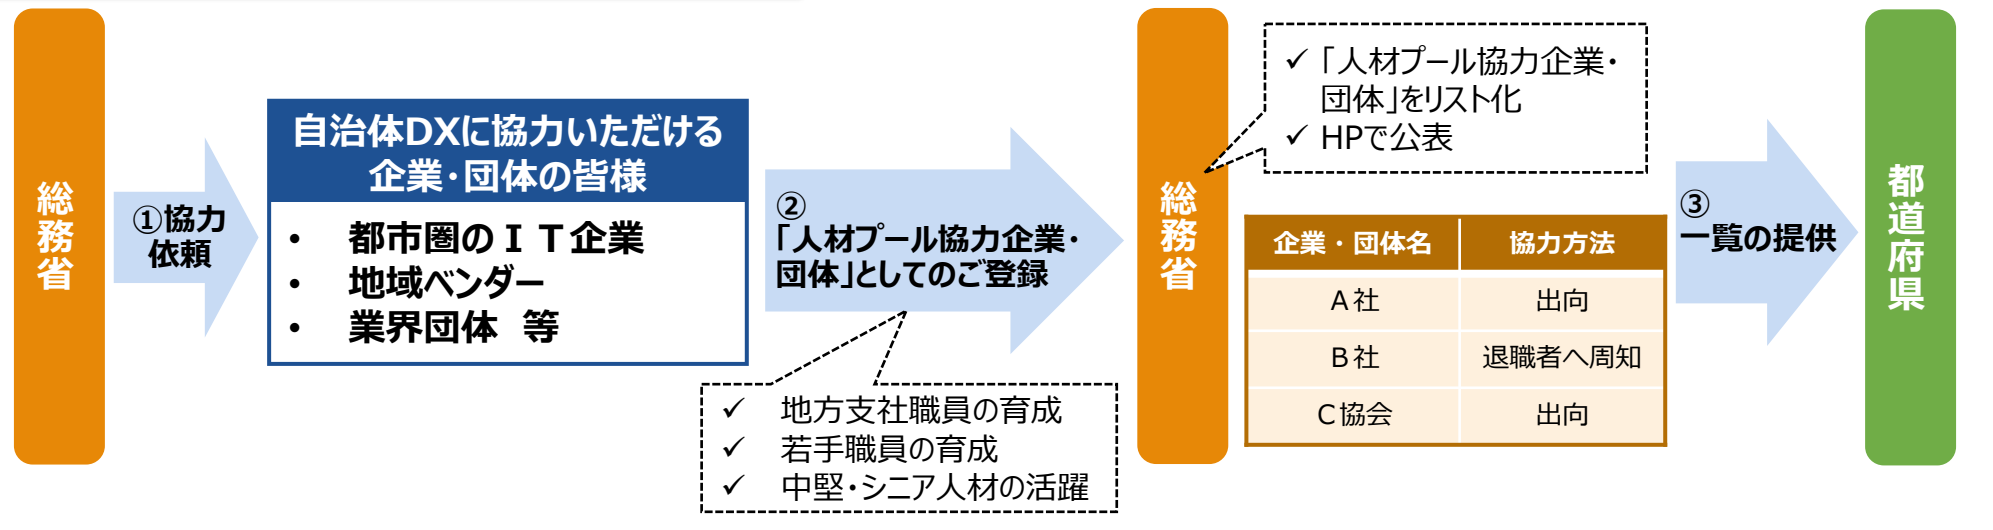 総務省
①協力
依頼
自治体DXに協力いただける
企業・団体の皆様
• 都市圏のＩＴ企業
• 地域ベンダー
• 業界団体 等
②
「人材プール協力企業・
団体」としてのご登録
✓ 地方支社職員の育成
✓ 若手職員の育成
✓ 中堅・シニア人材の活躍
総務省
✓ 「人材プール協力企業・
団体」をリスト化
✓ HPで公表
企業・団体名 協力方法
Ａ社 出向
Ｂ社 退職者へ周知
Ｃ協会 出向
③
一覧の提供
都道府県